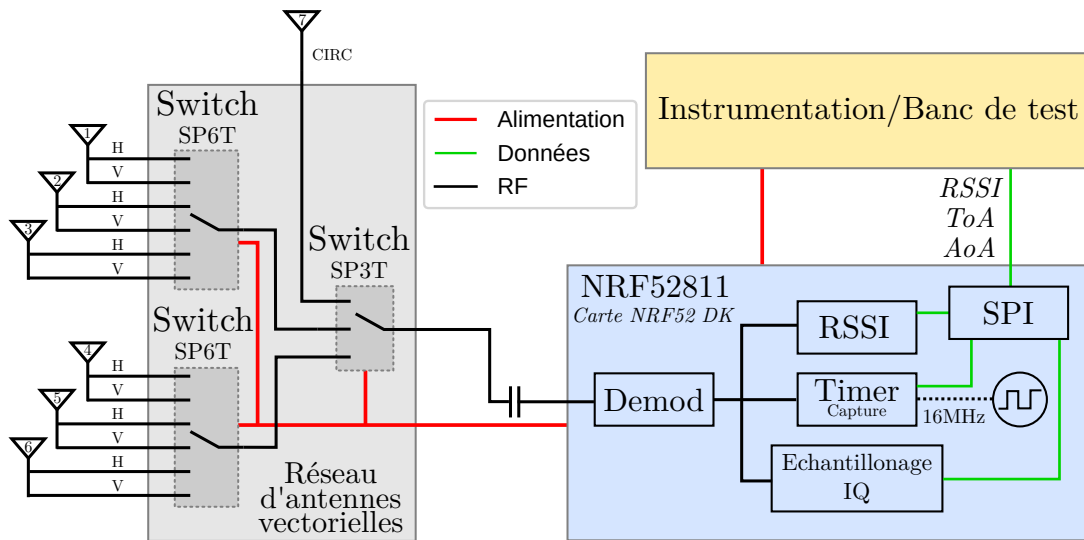 7
CIRC
Switch
SP6T
1
H
V
2
H
V
3
H
V
Switch
SP6T
4
H
V
5
H
V
6
H
V
Switch
SP3T
Réseau
d'antennes
vectorielles
Alimentation
Données
RF
Instrumentation/Banc de test
RSSI
ToA
AoA
NRF52811
Carte NRF52 DK
Demod
RSSI
SPI
Timer
Capture
16MHz
Echantillonage
IQ